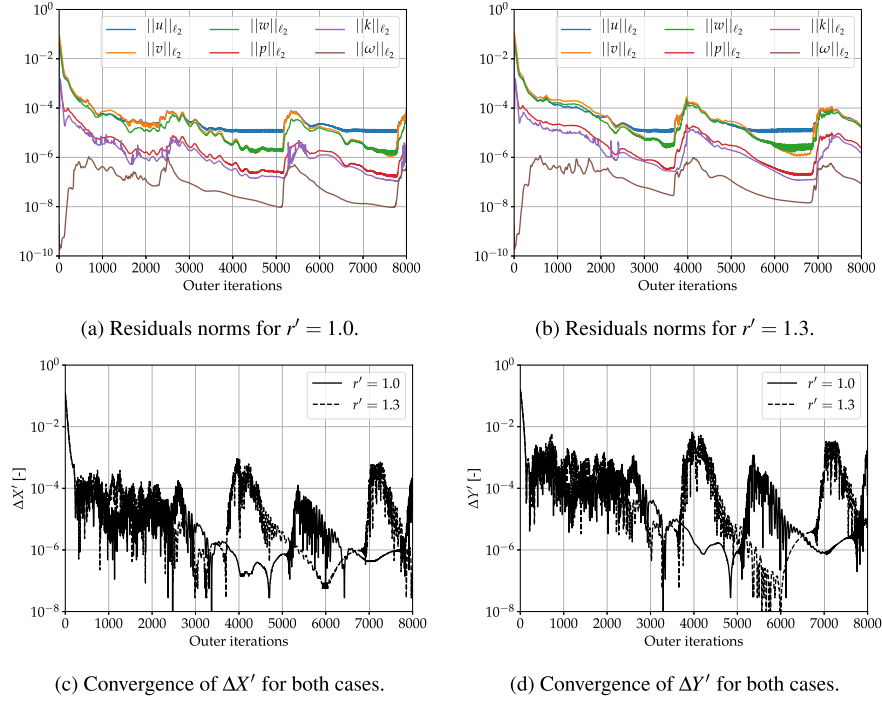 10^0
10^-2
10^-4
10^-6
10^-8
10^-10
||u||ℓ2 ||w||ℓ2 ||k||ℓ2
||v||ℓ2 ||p||ℓ2 ||ω||ℓ2
0 1000 2000 3000 4000 5000 6000 7000 8000
Outer iterations
(a) Residuals norms for r′ = 1.0.
10^0
10^-2
10^-4
10^-6
10^-8
10^-10
||u||ℓ2 ||w||ℓ2 ||k||ℓ2
||v||ℓ2 ||p||ℓ2 ||ω||ℓ2
0 1000 2000 3000 4000 5000 6000 7000 8000
Outer iterations
(b) Residuals norms for r′ = 1.3.
10^0
10^-2
10^-4
10^-6
10^-8
ΔX′ [-]
r′ = 1.0
r′ = 1.3
0 1000 2000 3000 4000 5000 6000 7000 8000
Outer iterations
(c) Convergence of ΔX′ for both cases.
10^0
10^-2
10^-4
10^-6
10^-8
ΔY′ [-]
r′ = 1.0
r′ = 1.3
0 1000 2000 3000 4000 5000 6000 7000 8000
Outer iterations
(d) Convergence of ΔY′ for both cases.